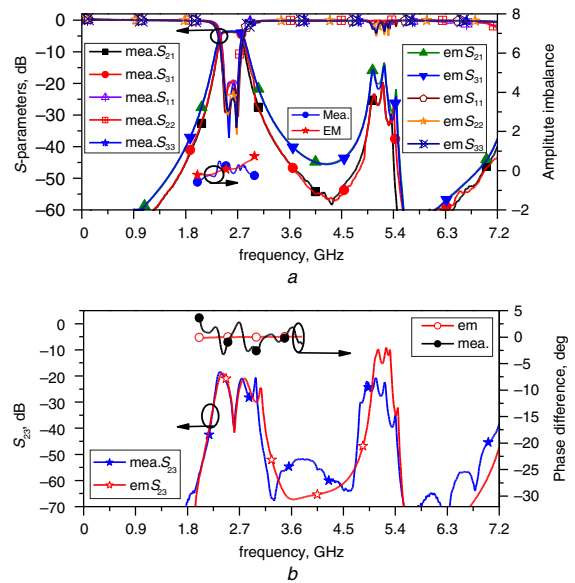 0
-10
-20
-30
-40
-50
-60
S-parameters, dB
mea.S21
mea.S31
mea.S11
mea.S22
mea.S33
Mea.
EM
em S21
em S31
em S11
em S22
em S33
8
7
6
5
4
3
2
1
0
-1
-2
Amplitute imbalance
0 0.9 1.8 2.7 3.6 4.5 5.4 6.3 7.2
frequency, GHz
a
0
-10
-20
-30
-40
-50
-60
-70
S23, dB
em
mea.
mea.S23
em S23
5
0
-5
-10
-15
-20
-25
-30
Phase difference, deg
0 0.9 1.8 2.7 3.6 4.5 5.4 6.3 7.2
frequency, GHz
b